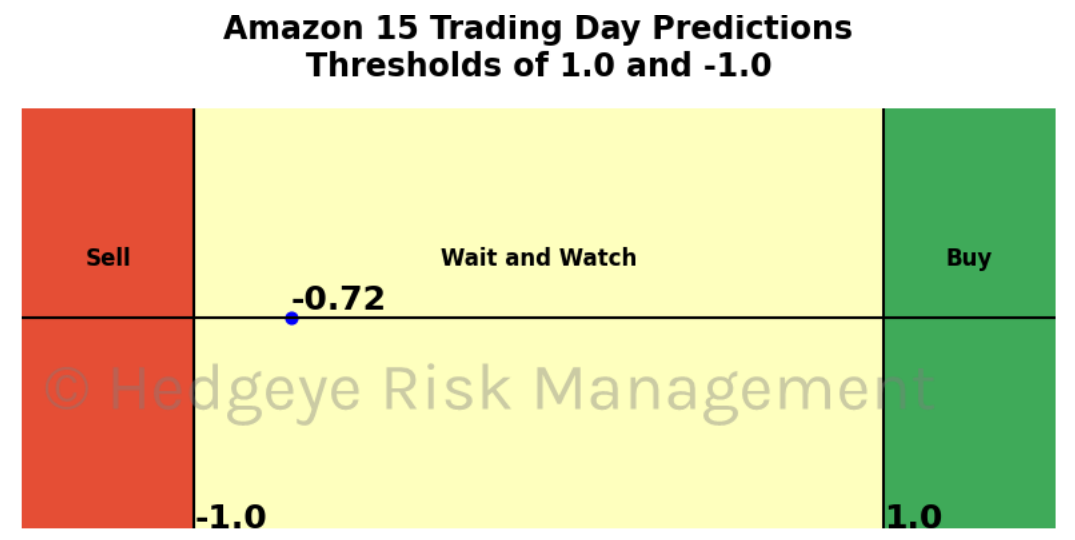 Amazon 15 Trading Day Predictions
Thresholds of 1.0 and -1.0
Sell
Wait and Watch
Buy
-0.72
© Hedgeye Risk Management
-1.0
1.0